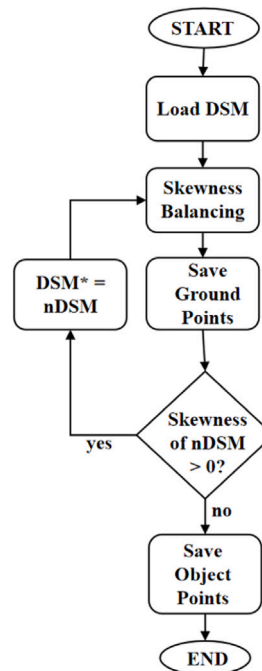 START
Load DSM
Skewness
Balancing
Save
Ground
Points
DSM* =
nDSM
Skewness
of nDSM
> 0?
yes
no
Save
Object
Points
END